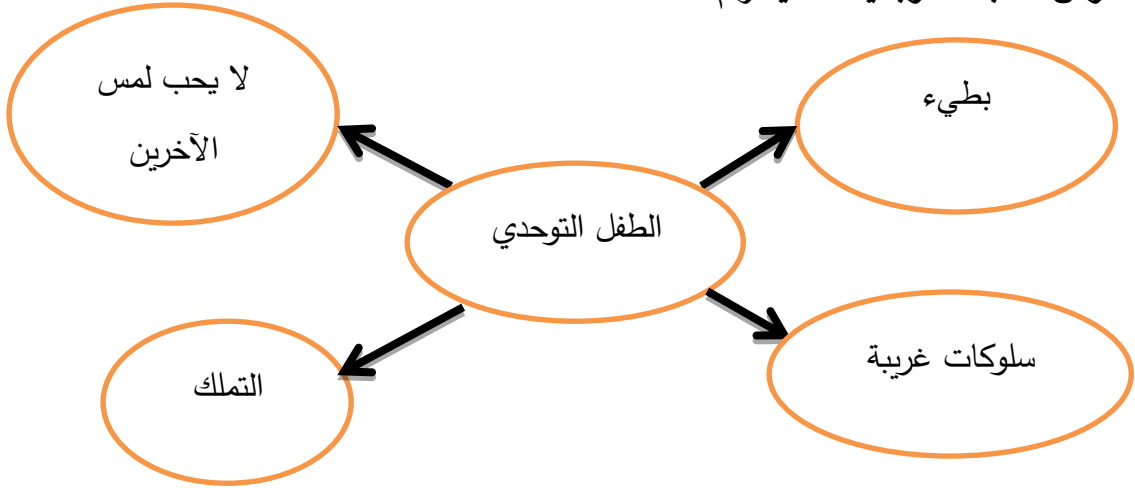 بطيء
لا يحب لمس
الآخرين
الطفل التوحدي
سلوكات غريبة
التملك